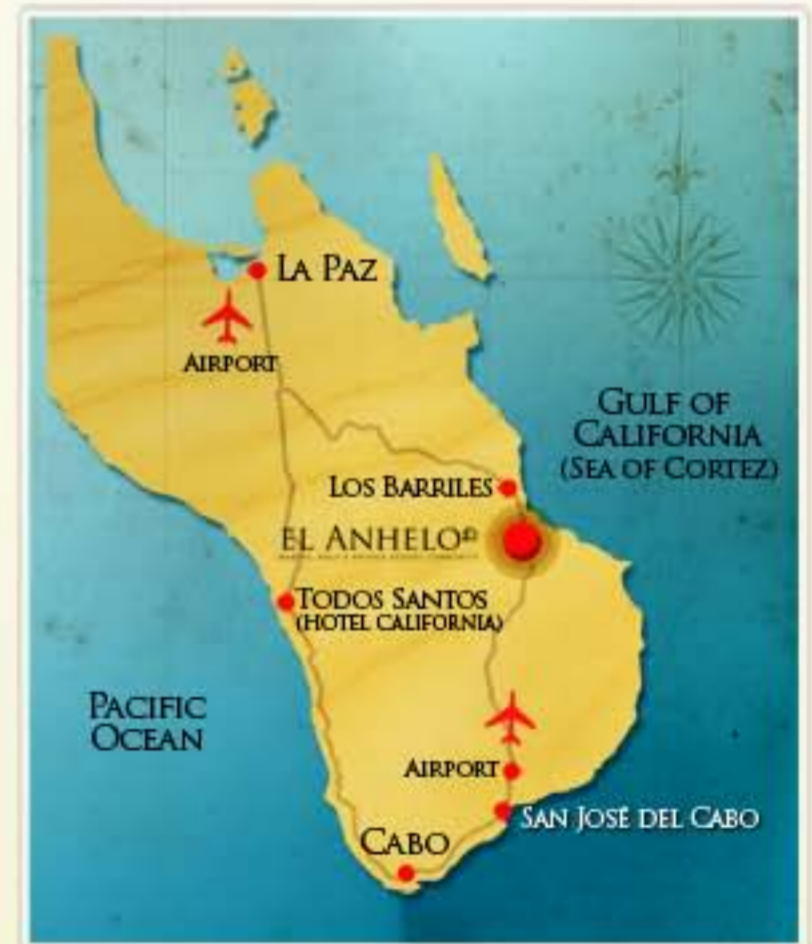 La Paz
Airport
Gulf of
California
(Sea of Cortez)
Los Barriles
El Anhelo
Todos Santos
(Hotel California)
Pacific
Ocean
Airport
San José del Cabo
Cabo